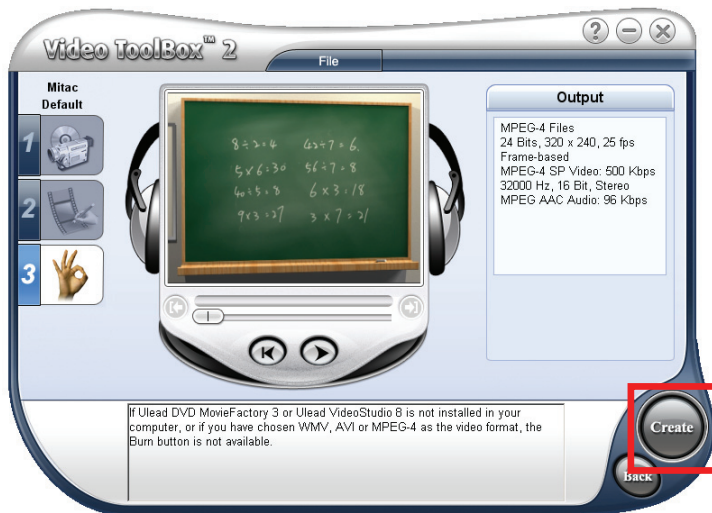 Video ToolBox™ 2
File
? − ×
Mitac
Default
1
2
3
8÷2=4 42÷7=6.
5×6=30 56÷7=8
40÷5=8 6×3=18
9×3=27 3×7=21
Output
MPEG-4 Files
24 Bits, 320 x 240, 25 fps
Frame-based
MPEG-4 SP Video: 500 Kbps
32000 Hz, 16 Bit, Stereo
MPEG AAC Audio: 96 Kbps
If Ulead DVD MovieFactory 3 or Ulead VideoStudio 8 is not installed in your
computer, or if you have chosen WMV, AVI or MPEG-4 as the video format, the
Burn button is not available.
Create
Back